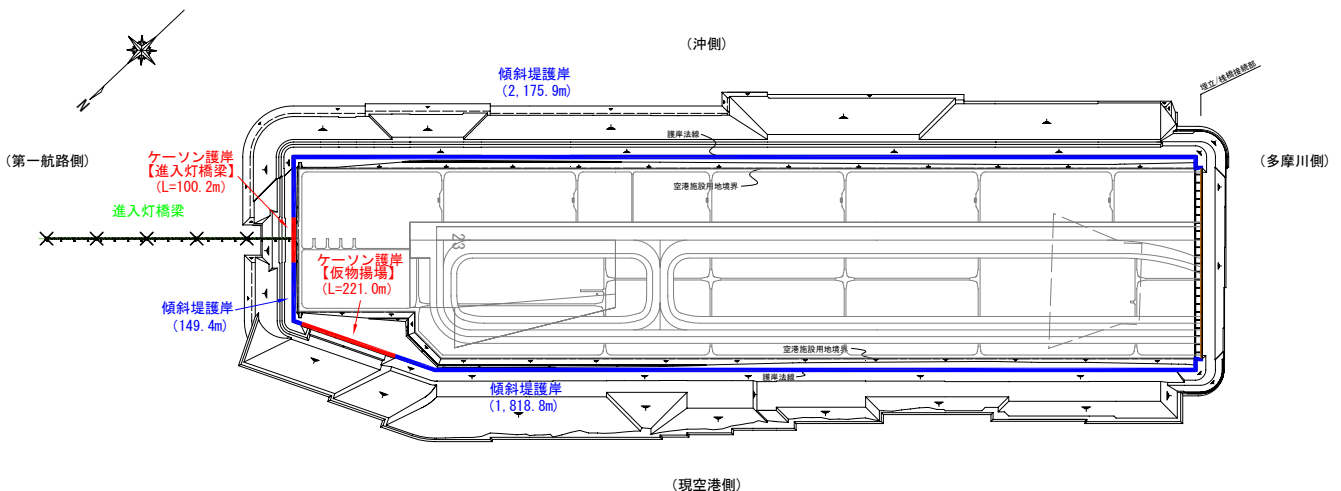 (沖側)
傾斜堤護岸
(2,175.9m)
埋立/桟橋接続部
N
護岸法線
(第一航路側)
ケーソン護岸
【進入灯橋梁】
(L=100.2m)
(多摩川側)
空港施設用地境界
進入灯橋梁
23
ケーソン護岸
【仮物揚場】
(L=221.0m)
傾斜堤護岸
(149.4m)
空港施設用地境界
護岸法線
傾斜堤護岸
(1,818.8m)
(現空港側)